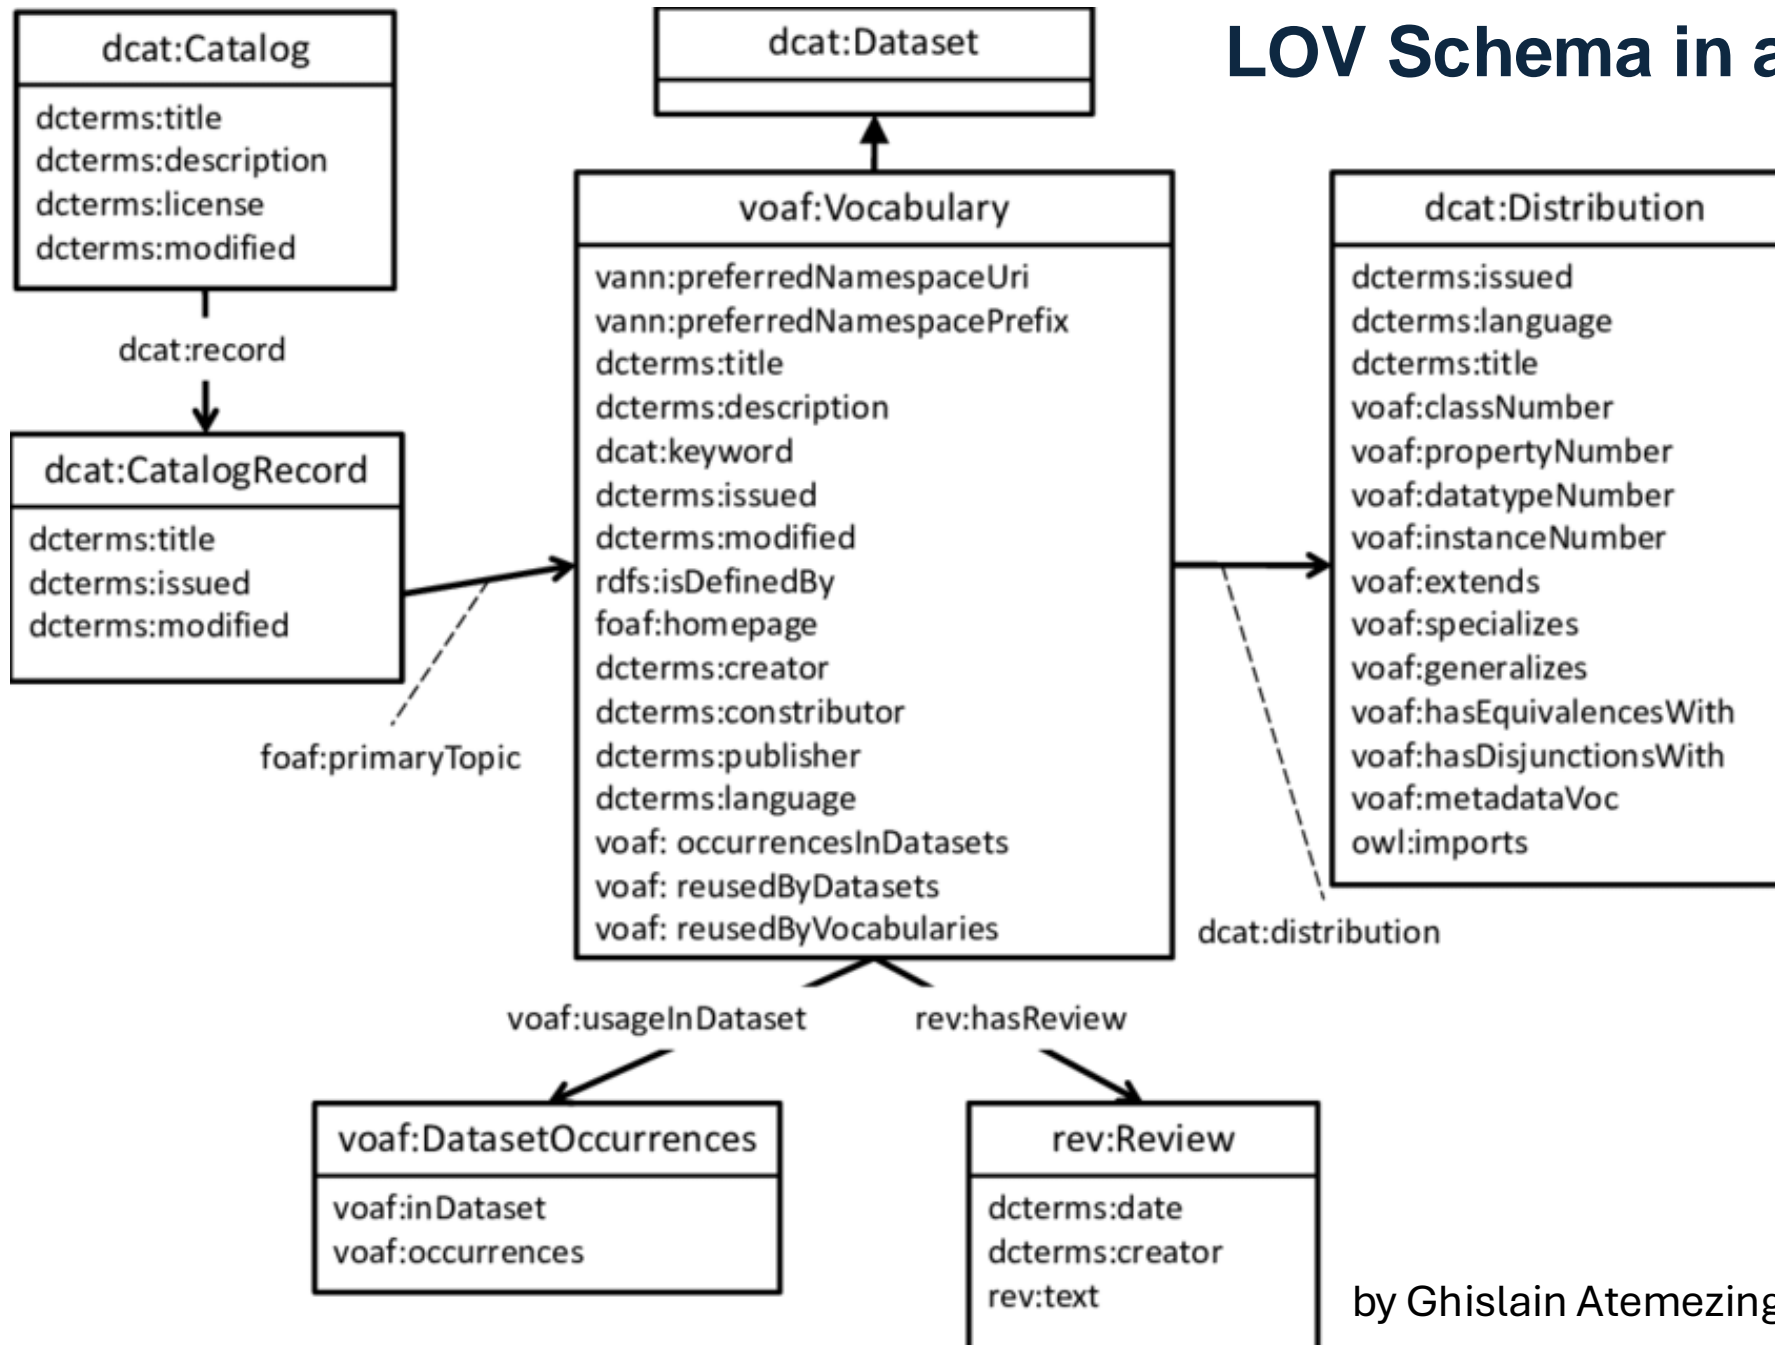 LOV Schema in a
dcat:Catalog
dcterms:title
dcterms:description
dcterms:license
dcterms:modified
dcat:record
dcat:CatalogRecord
dcterms:title
dcterms:issued
dcterms:modified
foaf:primaryTopic
dcat:Dataset
voaf:Vocabulary
vann:preferredNamespaceUri
vann:preferredNamespacePrefix
dcterms:title
dcterms:description
dcat:keyword
dcterms:issued
dcterms:modified
rdfs:isDefinedBy
foaf:homepage
dcterms:creator
dcterms:constributor
dcterms:publisher
dcterms:language
voaf: occurrencesInDatasets
voaf: reusedByDatasets
voaf: reusedByVocabularies
dcat:Distribution
dcterms:issued
dcterms:language
dcterms:title
voaf:classNumber
voaf:propertyNumber
voaf:datatypeNumber
voaf:instanceNumber
voaf:extends
voaf:specializes
voaf:generalizes
voaf:hasEquivalencesWith
voaf:hasDisjunctionsWith
voaf:metadataVoc
owl:imports
dcat:distribution
voaf:usageInDataset
rev:hasReview
voaf:DatasetOccurrences
voaf:inDataset
voaf:occurrences
rev:Review
dcterms:date
dcterms:creator
rev:text
by Ghislain Atemezing